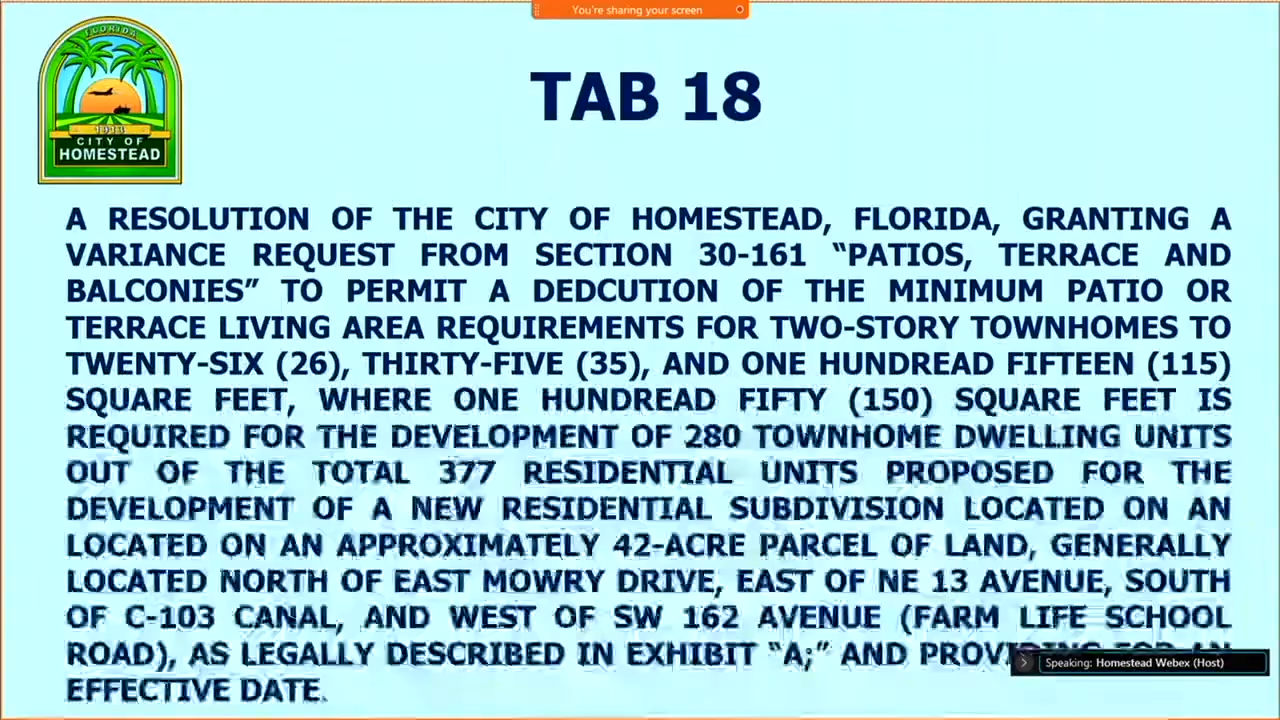 You're sharing your screen
FLORIDA
1913
CITY OF
HOMESTEAD
TAB 18
A RESOLUTION OF THE CITY OF HOMESTEAD, FLORIDA, GRANTING A
VARIANCE REQUEST FROM SECTION 30-161 “PATIOS, TERRACE AND
BALCONIES” TO PERMIT A DEDCUTION OF THE MINIMUM PATIO OR
TERRACE LIVING AREA REQUIREMENTS FOR TWO-STORY TOWNHOMES TO
TWENTY-SIX (26), THIRTY-FIVE (35), AND ONE HUNDREAD FIFTEEN (115)
SQUARE FEET, WHERE ONE HUNDREAD FIFTY (150) SQUARE FEET IS
REQUIRED FOR THE DEVELOPMENT OF 280 TOWNHOME DWELLING UNITS
OUT OF THE TOTAL 377 RESIDENTIAL UNITS PROPOSED FOR THE
DEVELOPMENT OF A NEW RESIDENTIAL SUBDIVISION LOCATED ON AN
LOCATED ON AN APPROXIMATELY 42-ACRE PARCEL OF LAND, GENERALLY
LOCATED NORTH OF EAST MOWRY DRIVE, EAST OF NE 13 AVENUE, SOUTH
OF C-103 CANAL, AND WEST OF SW 162 AVENUE (FARM LIFE SCHOOL
ROAD), AS LEGALLY DESCRIBED IN EXHIBIT “A;” AND PROVIDING FOR AN
EFFECTIVE DATE.
Speaking: Homestead Webex (Host)